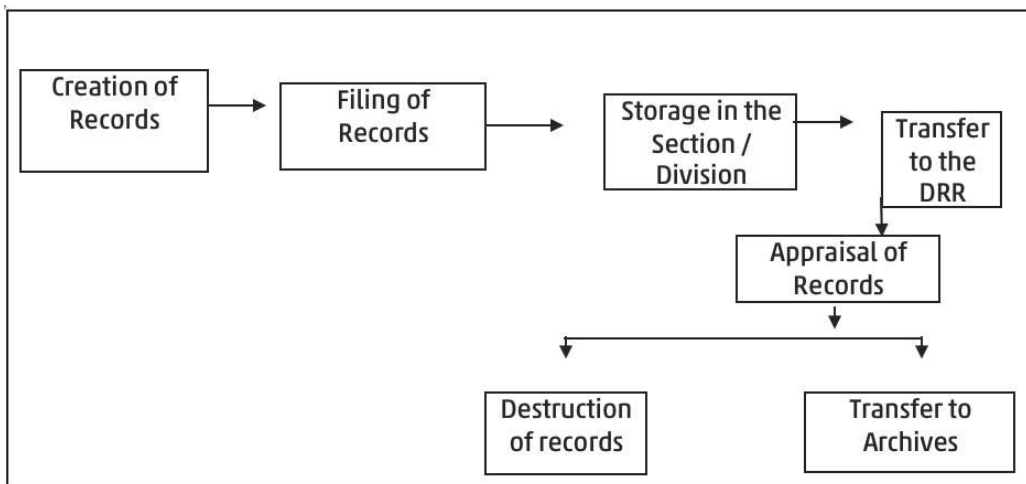 Creation of
Records
Filing of
Records
Storage in the
Section /
Division
Transfer
to the
DRR
Appraisal of
Records
Destruction
of records
Transfer to
Archives